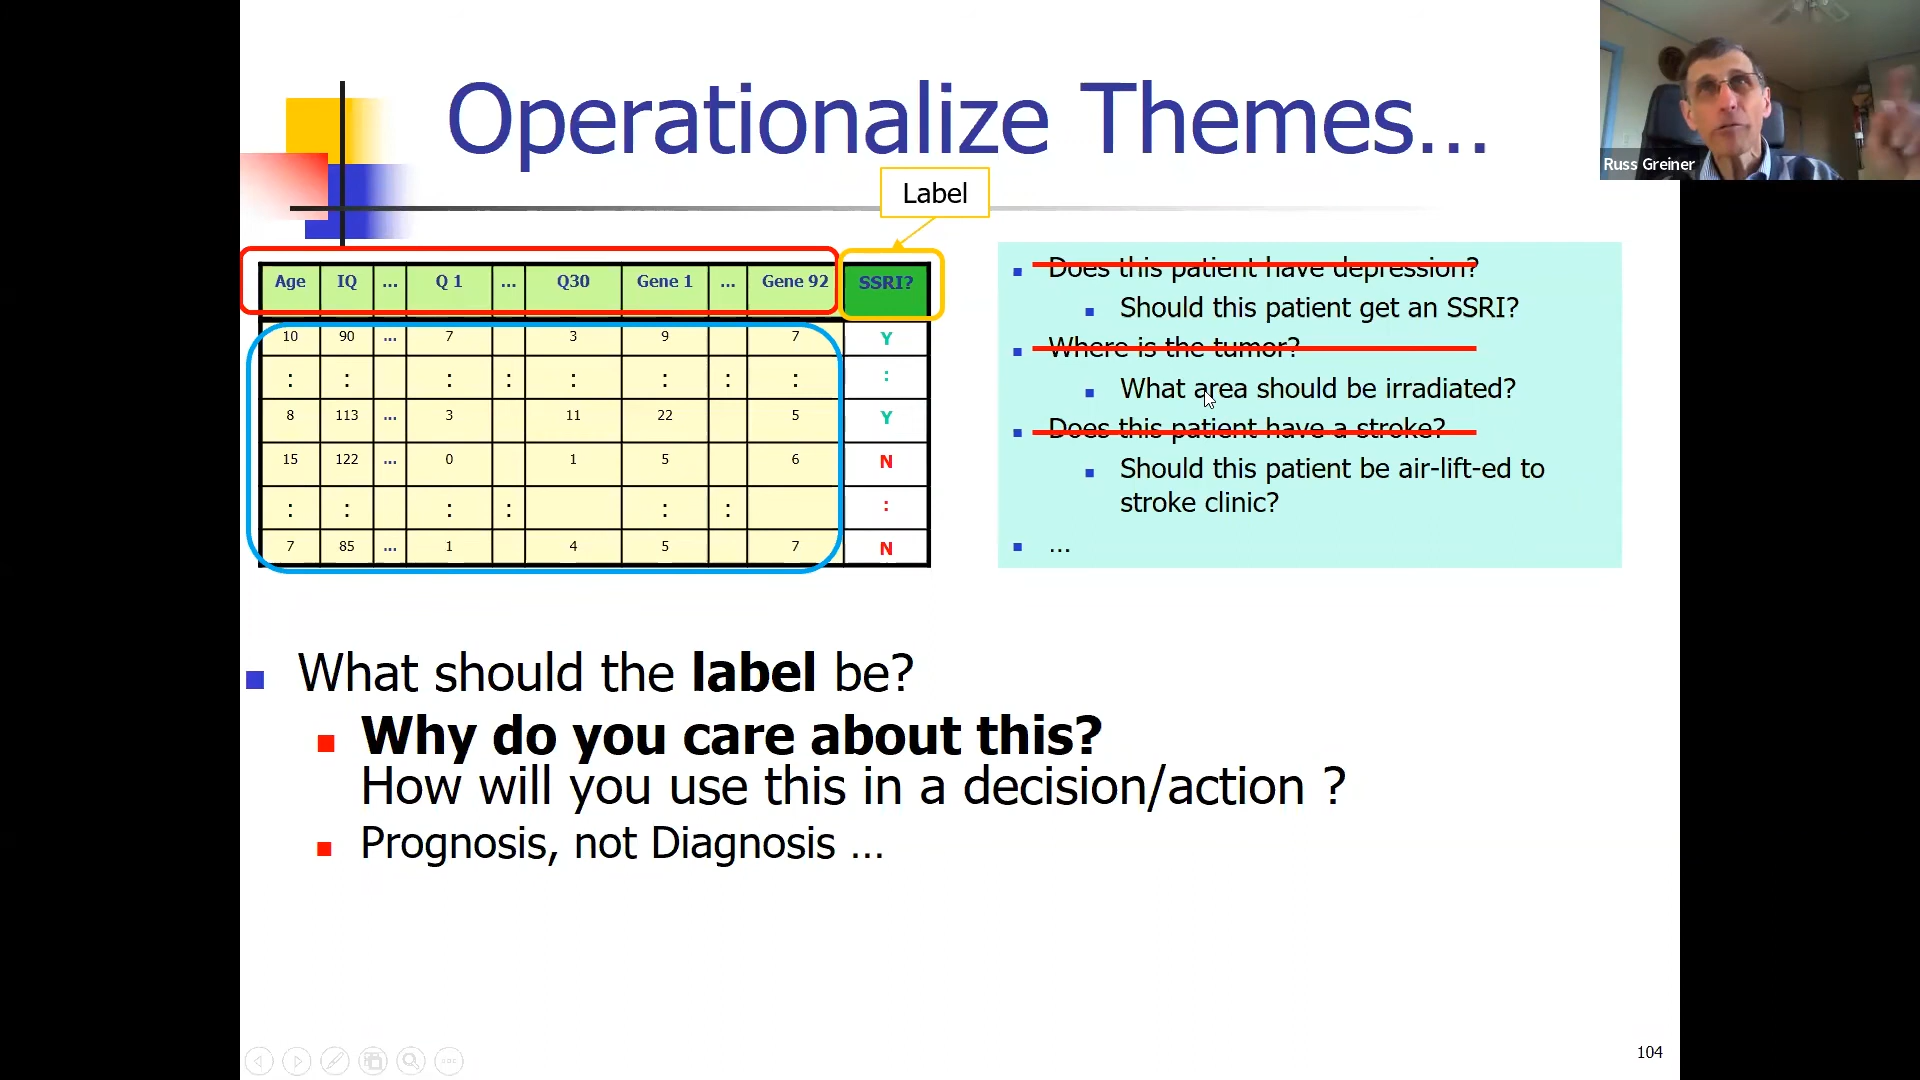 Operationalize Themes...
Russ Greiner
Label
Age IQ ... Q 1 ... Q30 Gene 1 ... Gene 92 SSRI?
10 90 ... 7 3 9 7 Y
: : : : : : : : :
8 113 ... 3 11 22 5 Y
15 122 ... 0 1 5 6 N
: : : : : : :
7 85 ... 1 4 5 7 N
Does this patient have depression?
Should this patient get an SSRI?
Where is the tumor?
What area should be irradiated?
Does this patient have a stroke?
Should this patient be air-lift-ed to
stroke clinic?
...
What should the label be?
Why do you care about this?
How will you use this in a decision/action ?
Prognosis, not Diagnosis ...
104